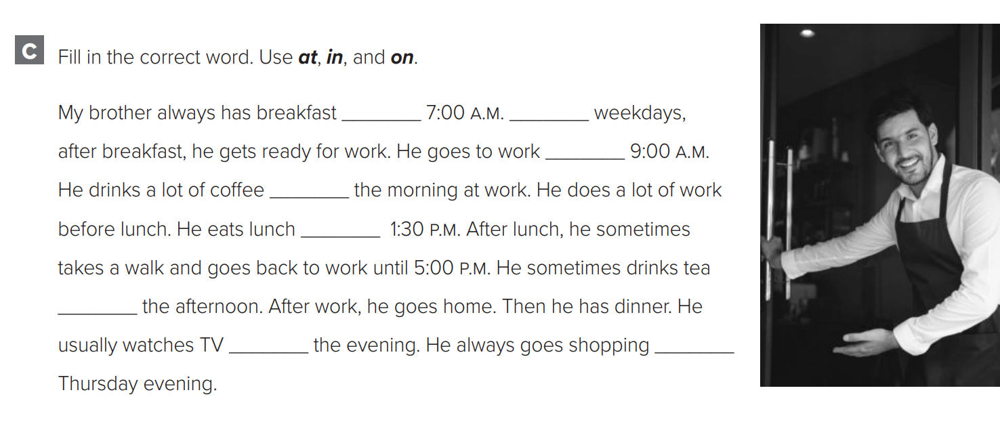 C Fill in the correct word. Use at, in, and on.
My brother always has breakfast ________ 7:00 A.M. ________ weekdays,
after breakfast, he gets ready for work. He goes to work ________ 9:00 A.M.
He drinks a lot of coffee ________ the morning at work. He does a lot of work
before lunch. He eats lunch ________ 1:30 P.M. After lunch, he sometimes
takes a walk and goes back to work until 5:00 P.M. He sometimes drinks tea
________ the afternoon. After work, he goes home. Then he has dinner. He
usually watches TV ________ the evening. He always goes shopping ________
Thursday evening.